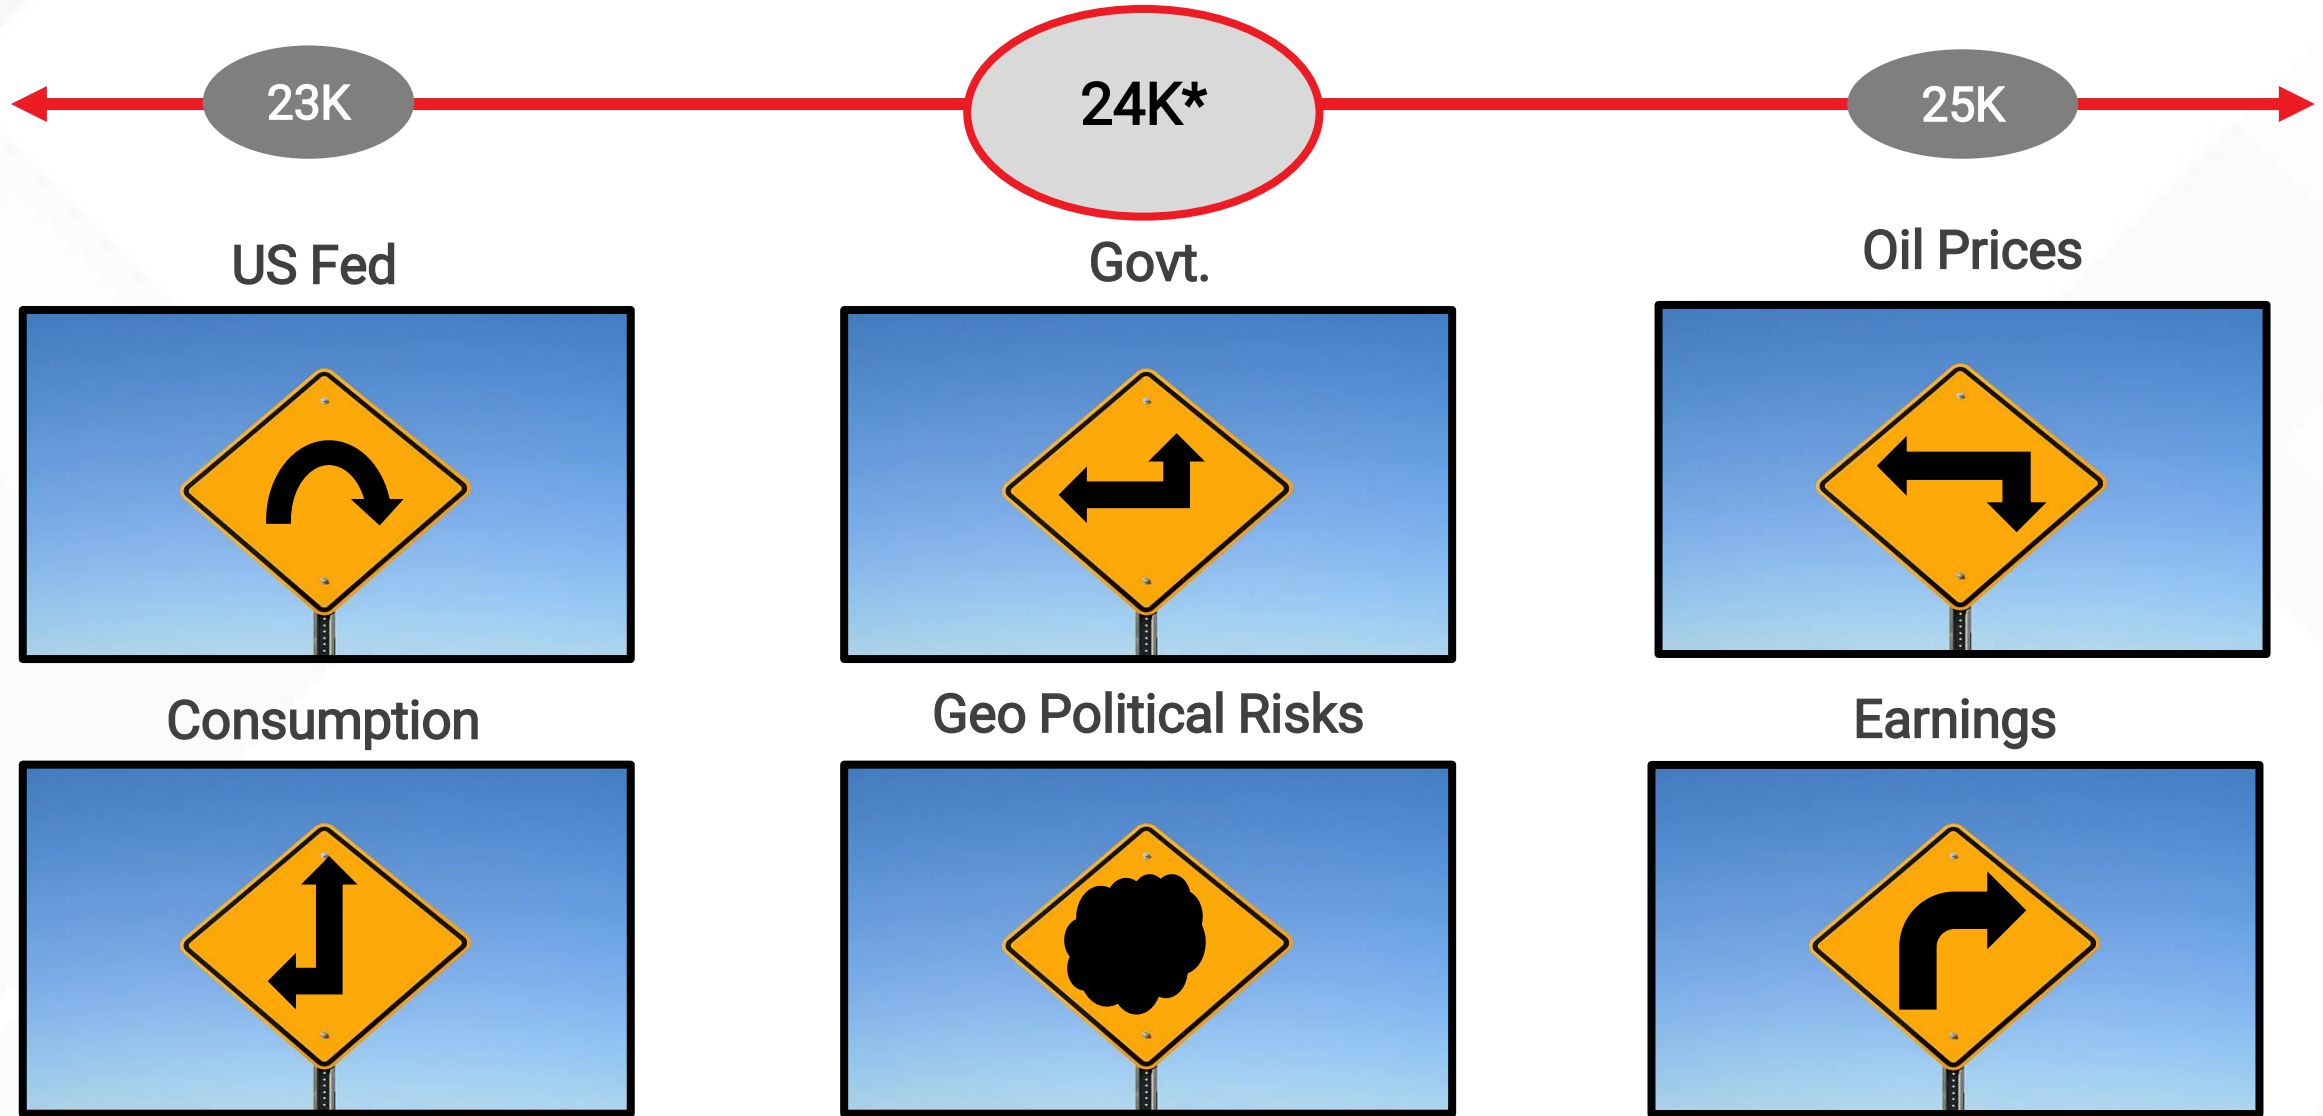 23K
24K*
25K
US Fed
Govt.
Oil Prices
Consumption
Geo Political Risks
Earnings